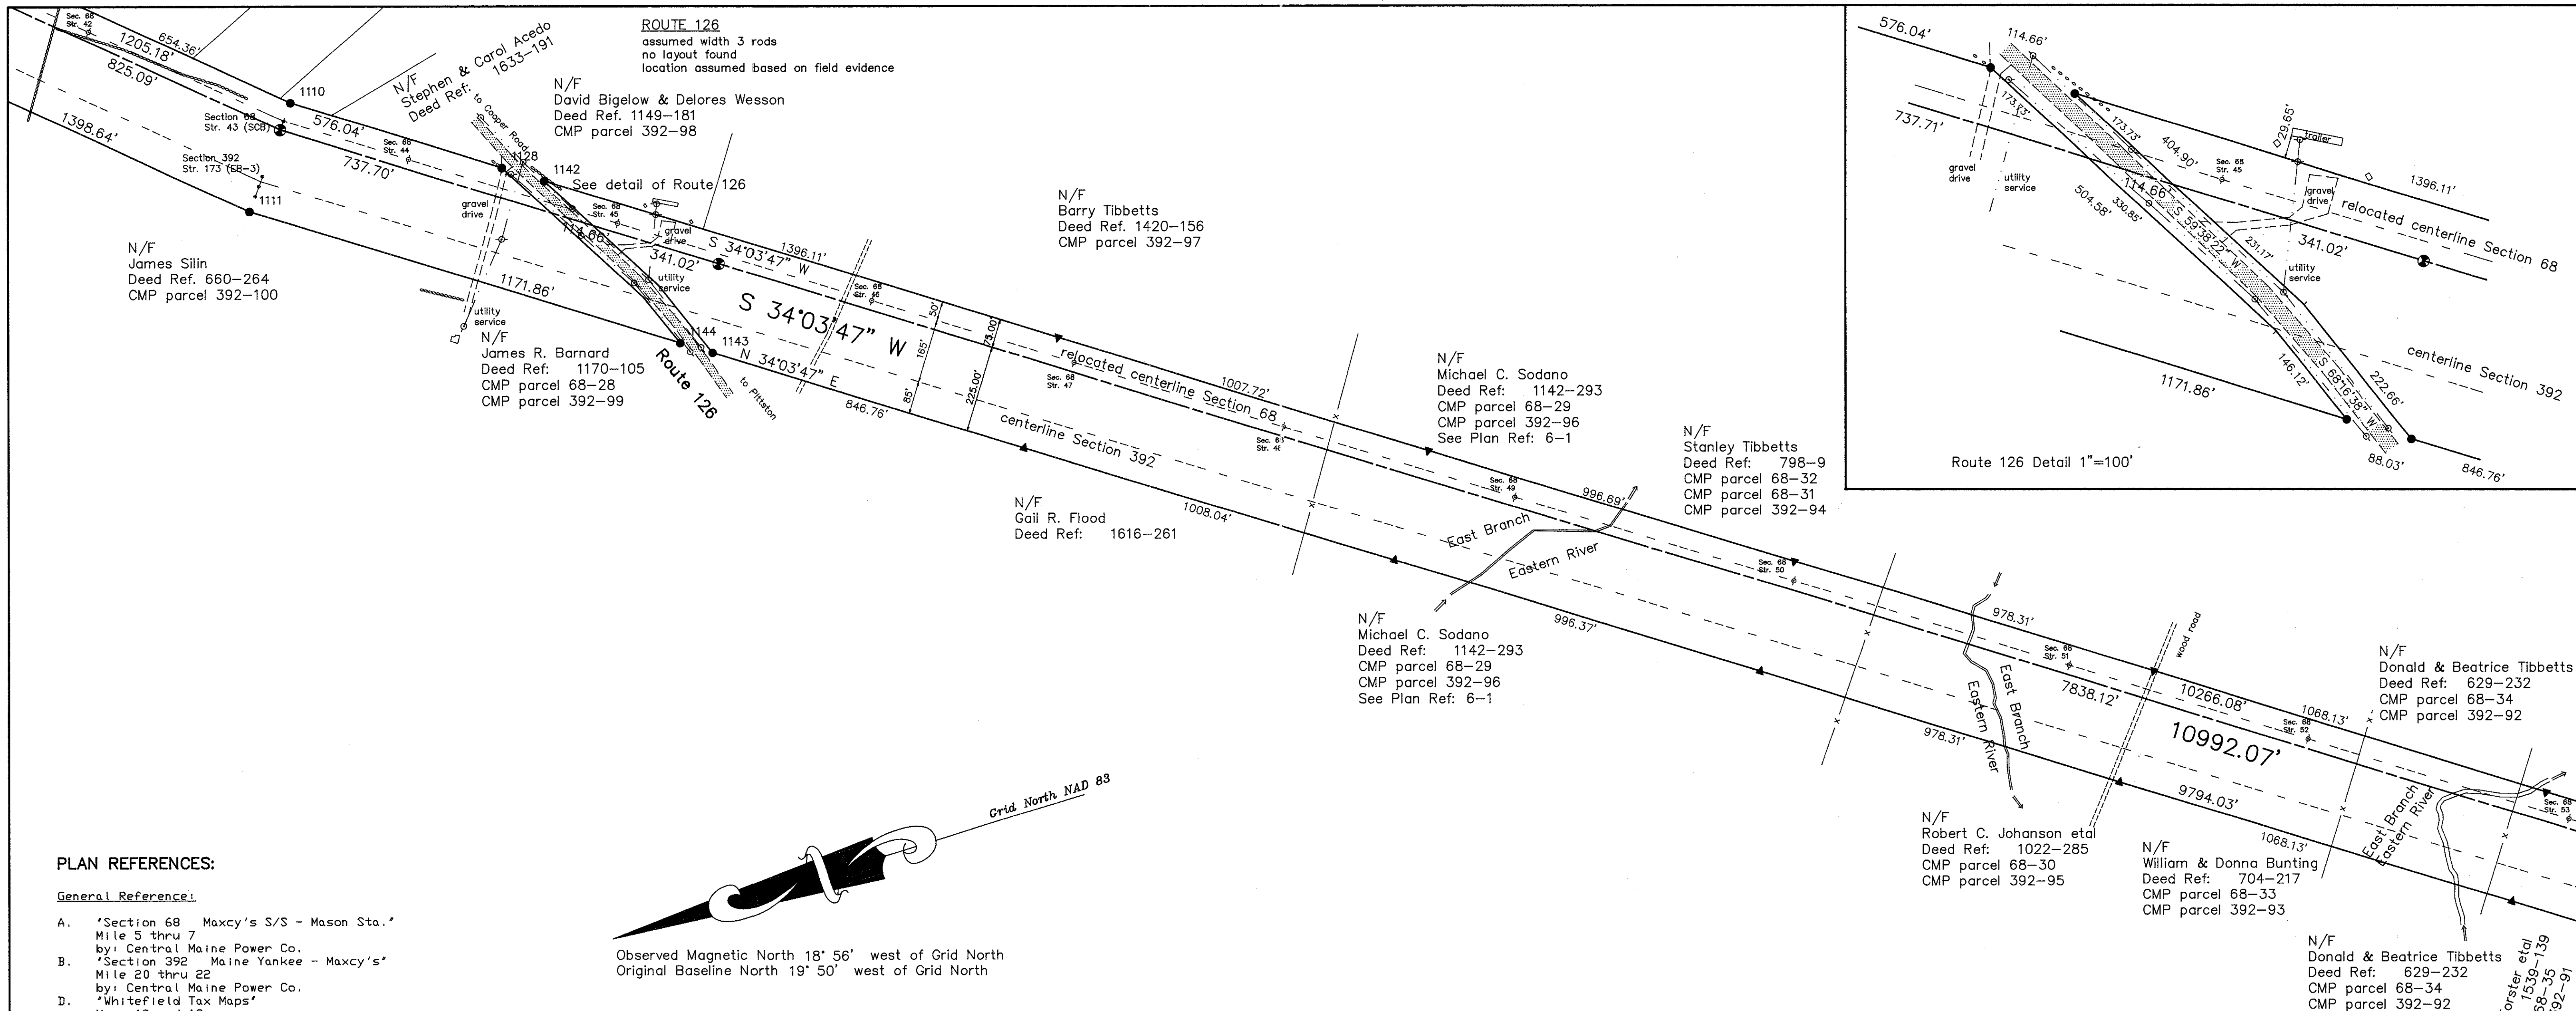 Sec. 68
Str. 42
1205.18'
654.36'
825.09'
1398.64'
1110
Section 68
Str. 43 (SCB)
576.04'
Section 392
Str. 173 (EB-3)
1111
737.70'
Sec. 68
Str. 44
N/F
Stephen & Carol Acedo
Deed Ref: 1633-191
to Cooper Road
1128
1142
ROUTE 126
assumed width 3 rods
no layout found
location assumed based on field evidence
N/F
David Bigelow & Delores Wesson
Deed Ref. 1149-181
CMP parcel 392-98
See detail of Route 126
gravel
drive
Sec. 68
Str. 45
114.66'
gravel
drive
341.02'
utility
service
S 34°03'47" W
1396.11'
1171.86'
utility
service
N/F
James Silin
Deed Ref. 660-264
CMP parcel 392-100
N/F
James R. Barnard
Deed Ref: 1170-105
CMP parcel 68-28
CMP parcel 392-99
1144
1143
Route 126
to Pittston
N 34°03'47" E
846.76'
S 34°03'47" W
Sec. 68
Str. 46
50'
165'
85'
75.00'
225.00'
N/F
Barry Tibbetts
Deed Ref. 1420-156
CMP parcel 392-97
relocated centerline Section 68
Sec. 68
Str. 47
1007.72'
centerline Section 392
Sec. 68
N/F
Gail R. Flood
Deed Ref: 1616-261
1008.04'
N/F
Michael C. Sodano
Deed Ref: 1142-293
CMP parcel 68-29
CMP parcel 392-96
See Plan Ref: 6-1
Sec. 68
Str. 49
996.69'
East Branch
Eastern River
N/F
Michael C. Sodano
Deed Ref: 1142-293
CMP parcel 68-29
CMP parcel 392-96
See Plan Ref: 6-1
996.37'
N/F
Stanley Tibbetts
Deed Ref: 798-9
CMP parcel 68-32
CMP parcel 68-31
CMP parcel 392-94
Sec. 68
Str. 50
978.31'
East Branch
Eastern River
978.31'
Sec. 68
Str. 51
7838.12'
wood road
10266.08'
1068.13'
Sec. 68
Str. 52
10992.07'
9794.03'
1068.13'
East Branch
Eastern River
Sec. 68
Str. 53
N/F
Donald & Beatrice Tibbetts
Deed Ref: 629-232
CMP parcel 68-34
CMP parcel 392-92
N/F
Robert C. Johanson etal
Deed Ref: 1022-285
CMP parcel 68-30
CMP parcel 392-95
N/F
William & Donna Bunting
Deed Ref: 704-217
CMP parcel 68-33
CMP parcel 392-93
N/F
Donald & Beatrice Tibbetts
Deed Ref: 629-232
CMP parcel 68-34
CMP parcel 392-92
etal
1539-139
68-35
576.04'
114.66'
737.71'
173.73'
173.73'
404.90'
Sec. 68
Str. 45
29.65'
trailer
1396.11'
gravel
drive
utility
service
114.66'
504.58'
330.85'
S 59°38'22" W
231.17'
gravel
drive
relocated centerline Section 68
341.02'
utility
service
centerline Section 392
1171.86'
146.12'
S 68°16'38" W
222.66'
88.03'
846.76'
Route 126 Detail 1"=100'
Grid North NAD 83
Observed Magnetic North 18° 56' west of Grid North
Original Baseline North 19° 50' west of Grid North
PLAN REFERENCES:
General Reference:
A. "Section 68 Maxcy's S/S - Mason Sta."
Mile 5 thru 7
by: Central Maine Power Co.
B. "Section 392 Maine Yankee - Maxcy's"
Mile 20 thru 22
by: Central Maine Power Co.
D. "Whitefield Tax Maps"